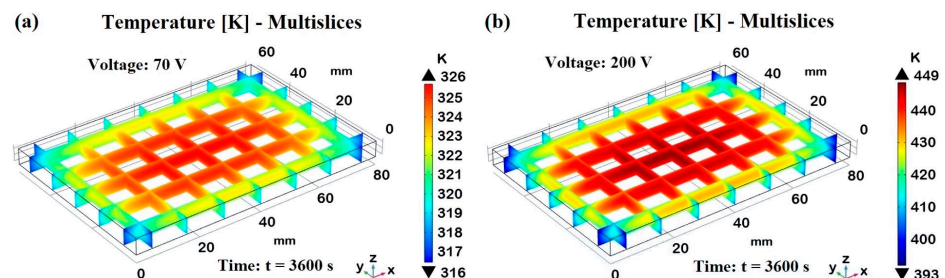 (a) Temperature [K] - Multislices
Voltage: 70 V
60
40
mm
20
0
80
60
40
mm
20
0
Time: t = 3600 s
y z x
K
326
325
324
323
322
321
320
319
318
317
316
(b) Temperature [K] - Multislices
Voltage: 200 V
60
40
mm
20
0
80
60
40
mm
20
0
Time: t = 3600 s
y z x
K
449
440
430
420
410
400
393